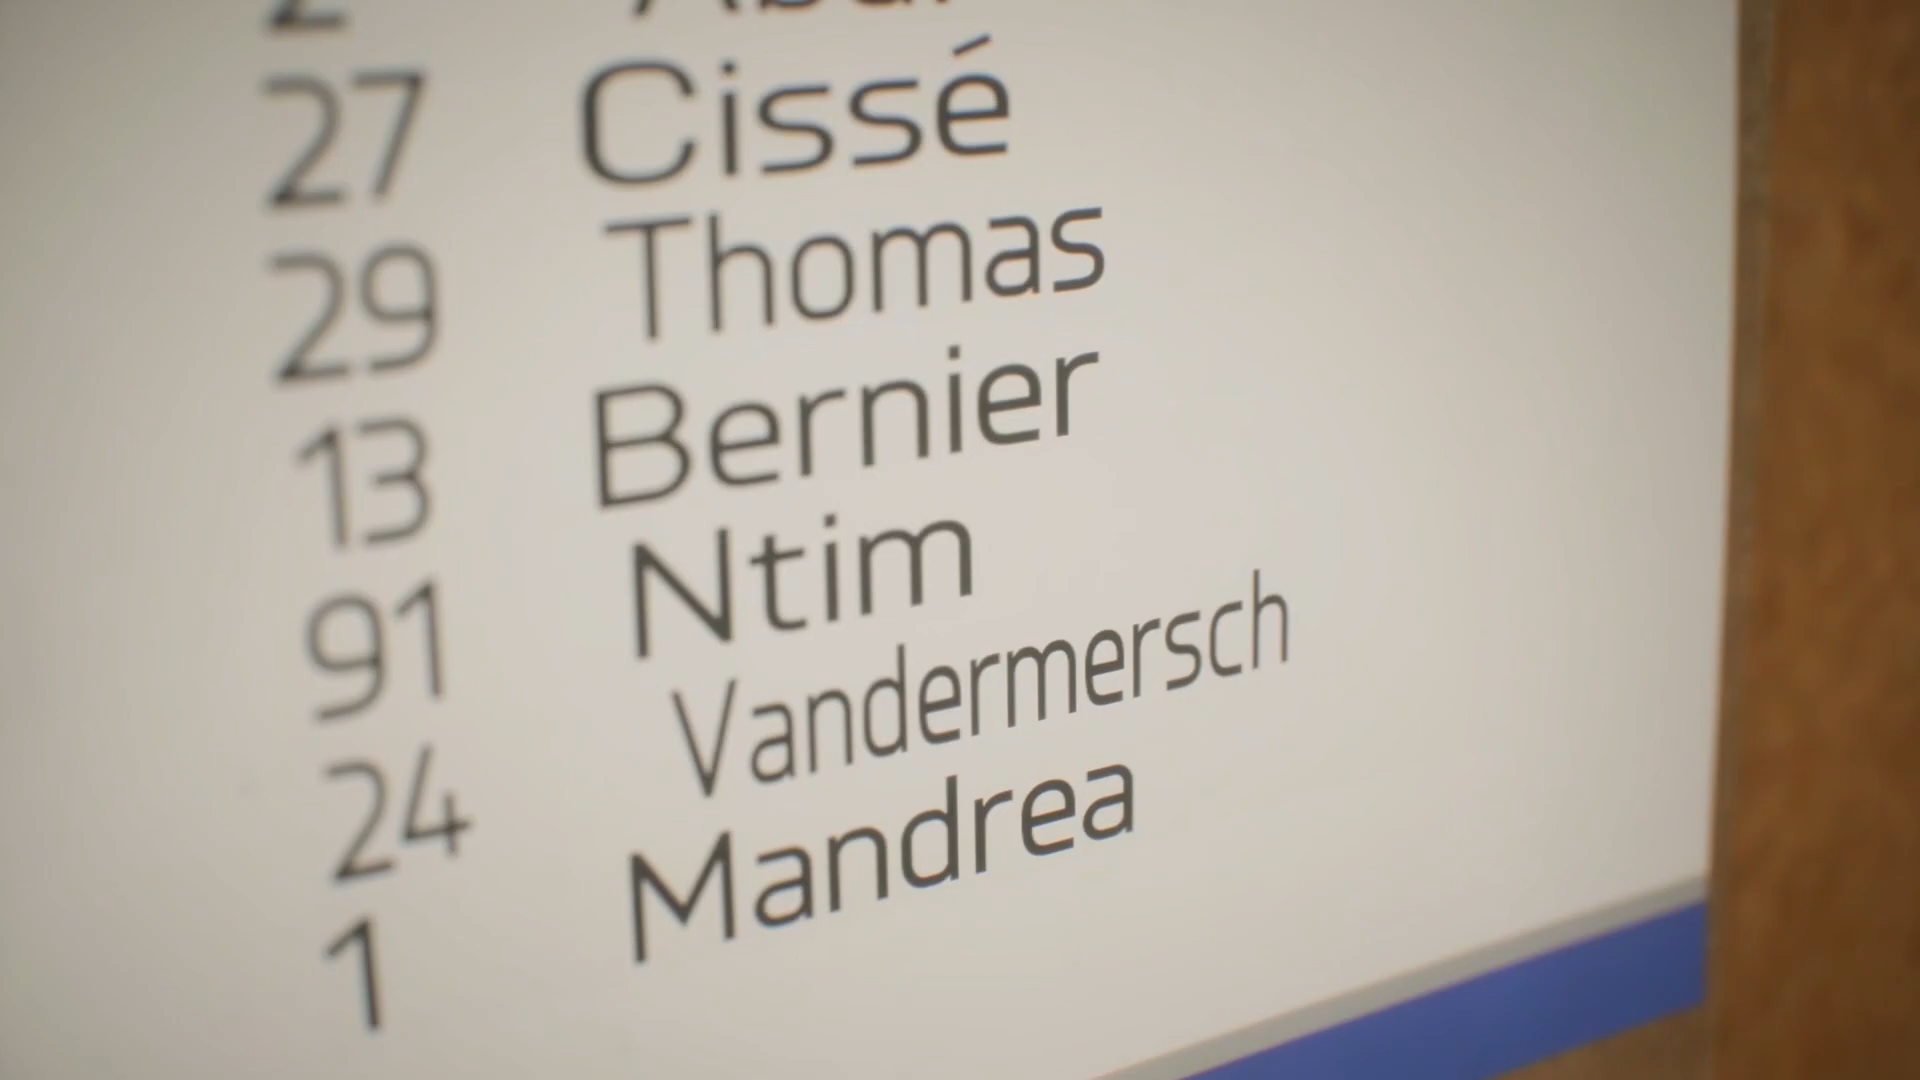 27 Cissé
29 Thomas
13 Bernier
91 Ntim
24 Vandermersch
1 Mandrea